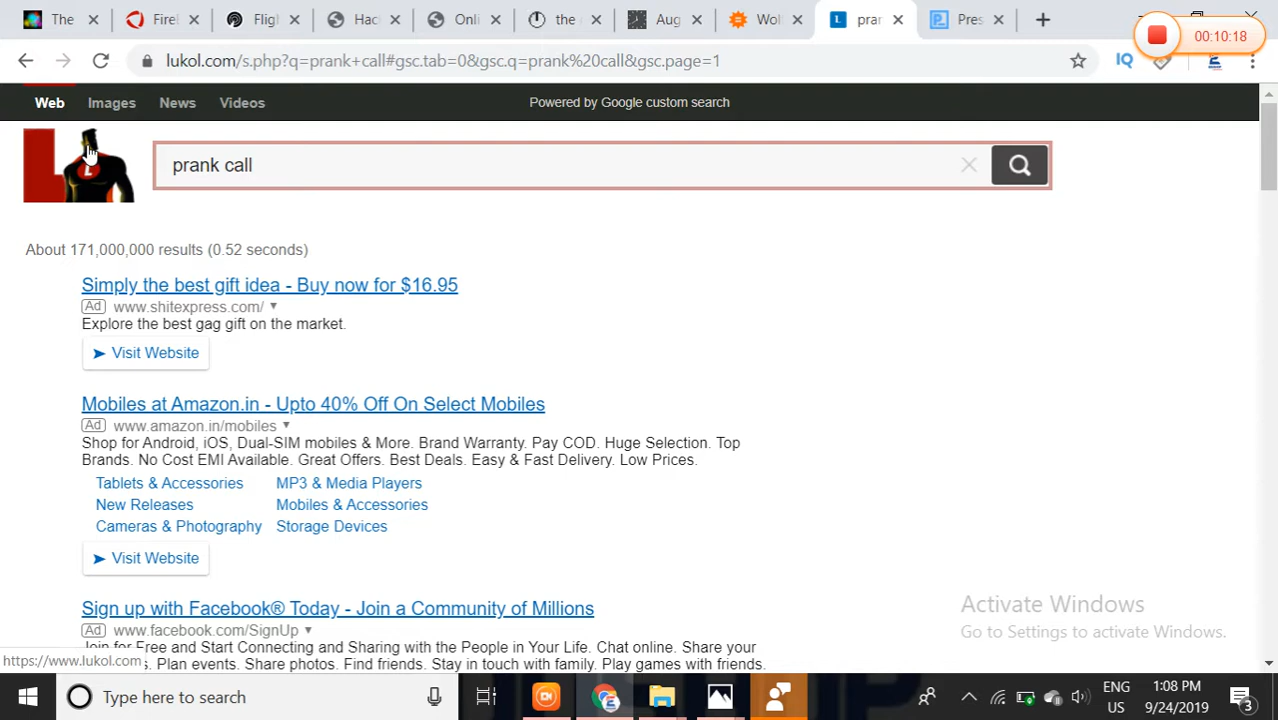 The
Firel
Fligl
Hac
Onli
the
Aug
Wol
L
pran
Pres
00:10:18
lukol.com/s.php?q=prank+call#gsc.tab=0&gsc.q=prank%20call&gsc.page=1
IQ
Web Images News Videos
Powered by Google custom search
L
prank call
About 171,000,000 results (0.52 seconds)
Simply the best gift idea - Buy now for $16.95
Ad www.shitexpress.com/
Explore the best gag gift on the market.
Visit Website
Mobiles at Amazon.in - Upto 40% Off On Select Mobiles
Ad www.amazon.in/mobiles
Shop for Android, iOS, Dual-SIM mobiles & More. Brand Warranty. Pay COD. Huge Selection. Top
Brands. No Cost EMI Available. Great Offers. Best Deals. Easy & Fast Delivery. Low Prices.
Tablets & Accessories MP3 & Media Players
New Releases Mobiles & Accessories
Cameras & Photography Storage Devices
Visit Website
Sign up with Facebook® Today - Join a Community of Millions
Ad www.facebook.com/SignUp
Join for Free and Start Connecting and Sharing with the People in Your Life. Chat online. Share your
s. Plan events. Share photos. Find friends. Stay in touch with family. Play games with friends.
https://www.lukol.com
Activate Windows
Go to Settings to activate Windows.
Type here to search
ENG
US
1:08 PM
9/24/2019
3